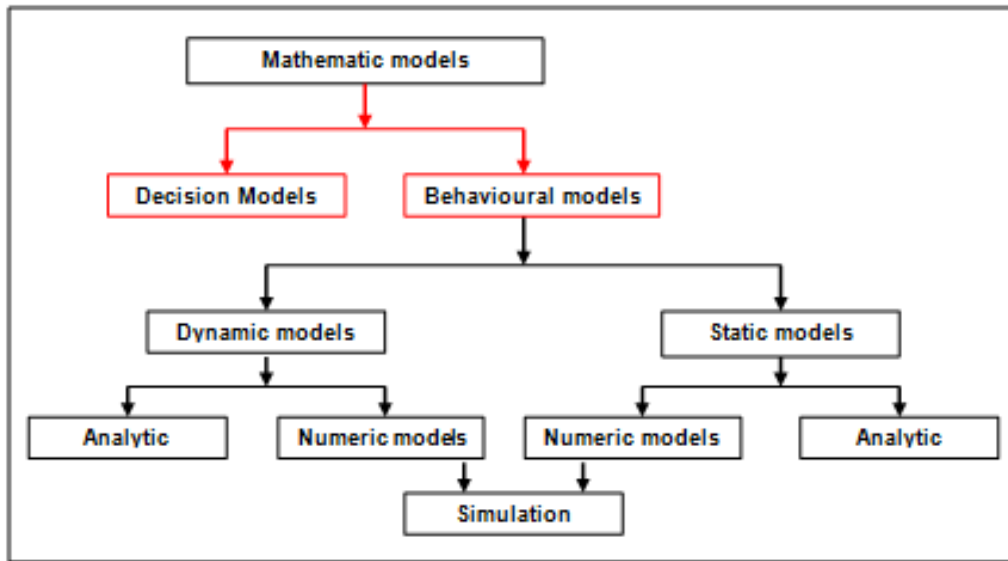 Mathematic models
Decision Models
Behavioural models
Dynamic models
Static models
Analytic
Numeric models
Numeric models
Analytic
Simulation